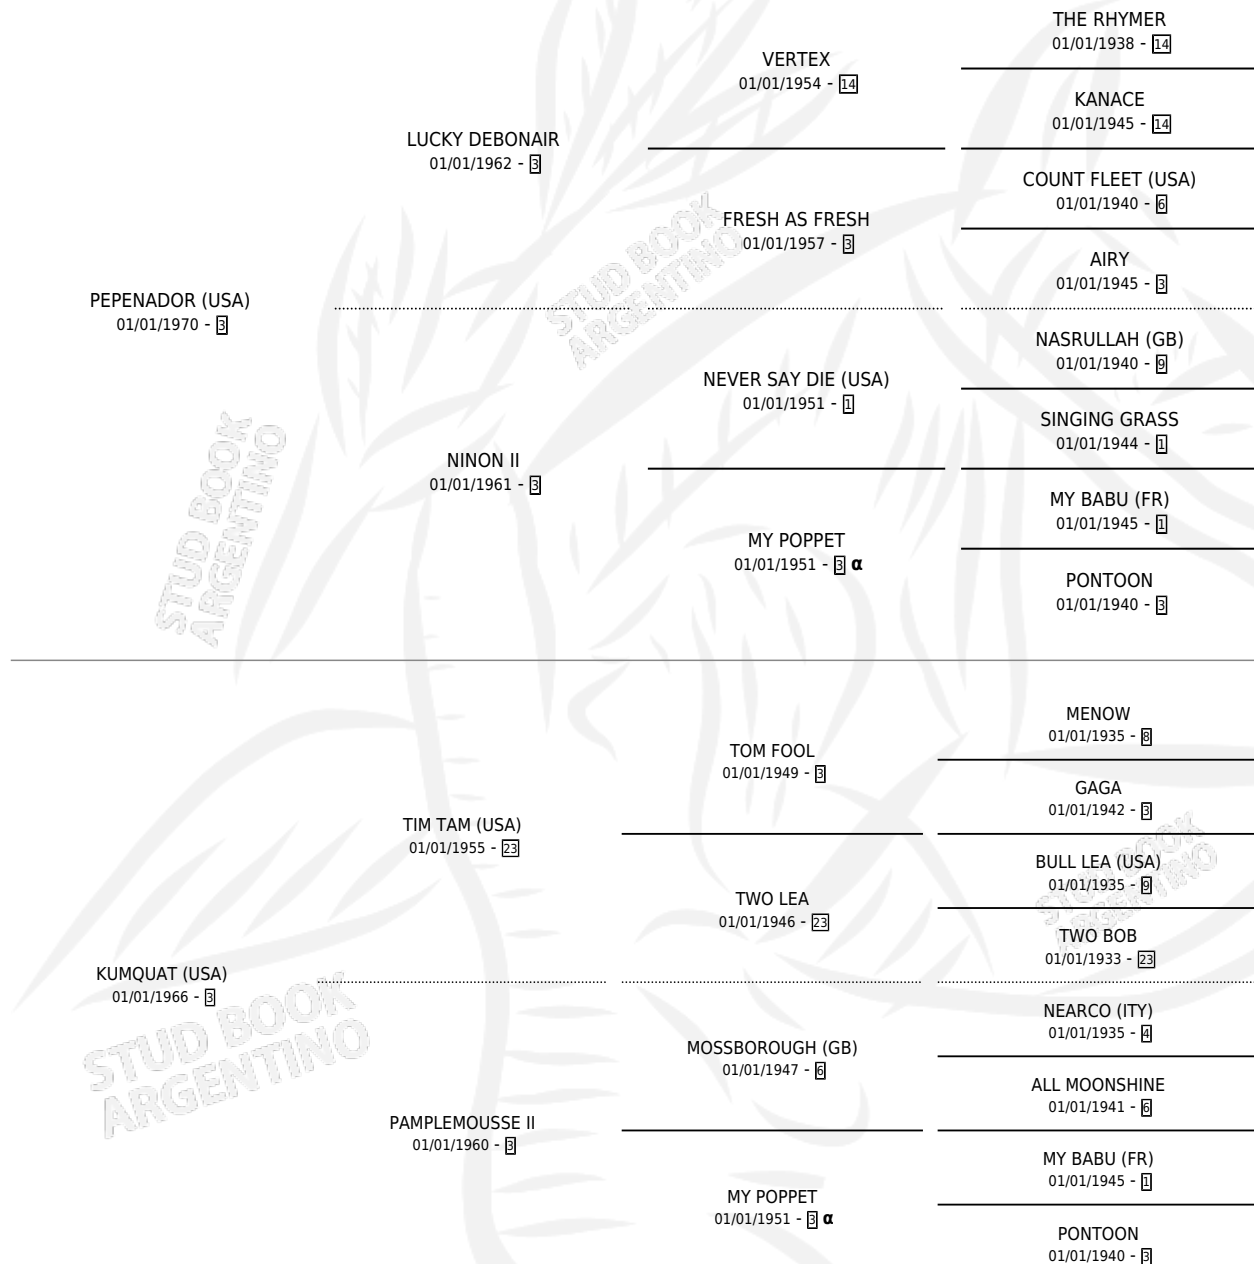 THE RHYMER
01/01/1938 - 14
VERTEX
01/01/1954 - 14
KANACE
01/01/1945 - 14
LUCKY DEBONAIR
01/01/1962 - 3
COUNT FLEET (USA)
01/01/1940 - 6
FRESH AS FRESH
01/01/1957 - 3
AIRY
01/01/1945 - 3
PEPENADOR (USA)
01/01/1970 - 3
NASRULLAH (GB)
01/01/1940 - 9
NEVER SAY DIE (USA)
01/01/1951 - 1
SINGING GRASS
01/01/1944 - 1
NINON II
01/01/1961 - 3
MY BABU (FR)
01/01/1945 - 1
MY POPPET
01/01/1951 - 3 α
PONTOON
01/01/1940 - 3
MENOW
01/01/1935 - 8
TOM FOOL
01/01/1949 - 3
GAGA
01/01/1942 - 3
TIM TAM (USA)
01/01/1955 - 23
BULL LEA (USA)
01/01/1935 - 9
TWO LEA
01/01/1946 - 23
TWO BOB
01/01/1933 - 23
KUMQUAT (USA)
01/01/1966 - 3
NEARCO (ITY)
01/01/1935 - 4
MOSSBOROUGH (GB)
01/01/1947 - 6
ALL MOONSHINE
01/01/1941 - 6
PAMPLEMOUSSE II
01/01/1960 - 3
MY BABU (FR)
01/01/1945 - 1
MY POPPET
01/01/1951 - 3 α
PONTOON
01/01/1940 - 3
STUD BOOK
ARGENTINO
STUD BOOK
ARGENTINO
STUD BOOK
ARGENTINO
STUD BOOK
ARGENTINO